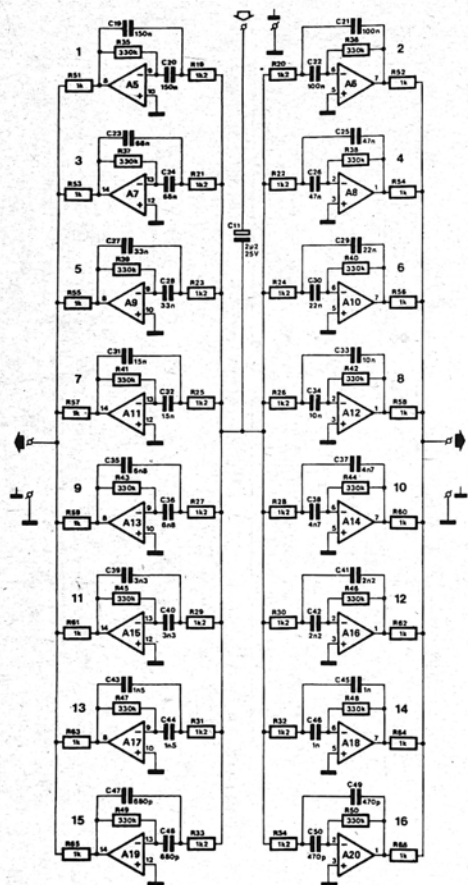 1
C19
150n
R35
330k
C20
150n
R19
1k2
R51
1k
8
9
10
A5
2
C21
100n
R36
330k
R20
1k2
C22
100n
6
5
7
A6
R52
1k
3
C23
68n
R37
330k
C34
68n
R21
1k2
R53
1k
14
13
12
A7
4
C25
47n
R38
330k
R22
1k2
C26
47n
2
3
1
A8
R54
1k
C11
2µ2
25V
5
C27
33n
R39
330k
C28
33n
R23
1k2
R55
1k
8
9
10
A9
6
C29
22n
R40
330k
R24
1k2
C30
22n
6
5
7
A10
R56
1k
7
C31
15n
R41
330k
C32
15n
R25
1k2
R57
1k
14
13
12
A11
8
C33
10n
R42
330k
R26
1k2
C34
10n
2
3
1
A12
R58
1k
9
C35
6n8
R43
330k
C36
6n8
R27
1k2
R59
1k
8
9
10
A13
10
C37
4n7
R44
330k
R28
1k2
C38
4n7
6
5
7
A14
R60
1k
11
C39
3n3
R45
330k
C40
3n3
R29
1k2
R61
1k
14
13
12
A15
12
C41
2n2
R46
330k
R30
1k2
C42
2n2
2
3
1
A16
R62
1k
13
C43
1n5
R47
330k
C44
1n5
R31
1k2
R63
1k
8
9
10
A17
14
C45
1n
R48
330k
R32
1k2
C46
1n
6
5
7
A18
R64
1k
15
C47
680p
R49
330k
C48
680p
R33
1k2
R65
1k
14
13
12
A19
16
C49
470p
R50
330k
R34
1k2
C50
470p
2
3
1
A20
R66
1k